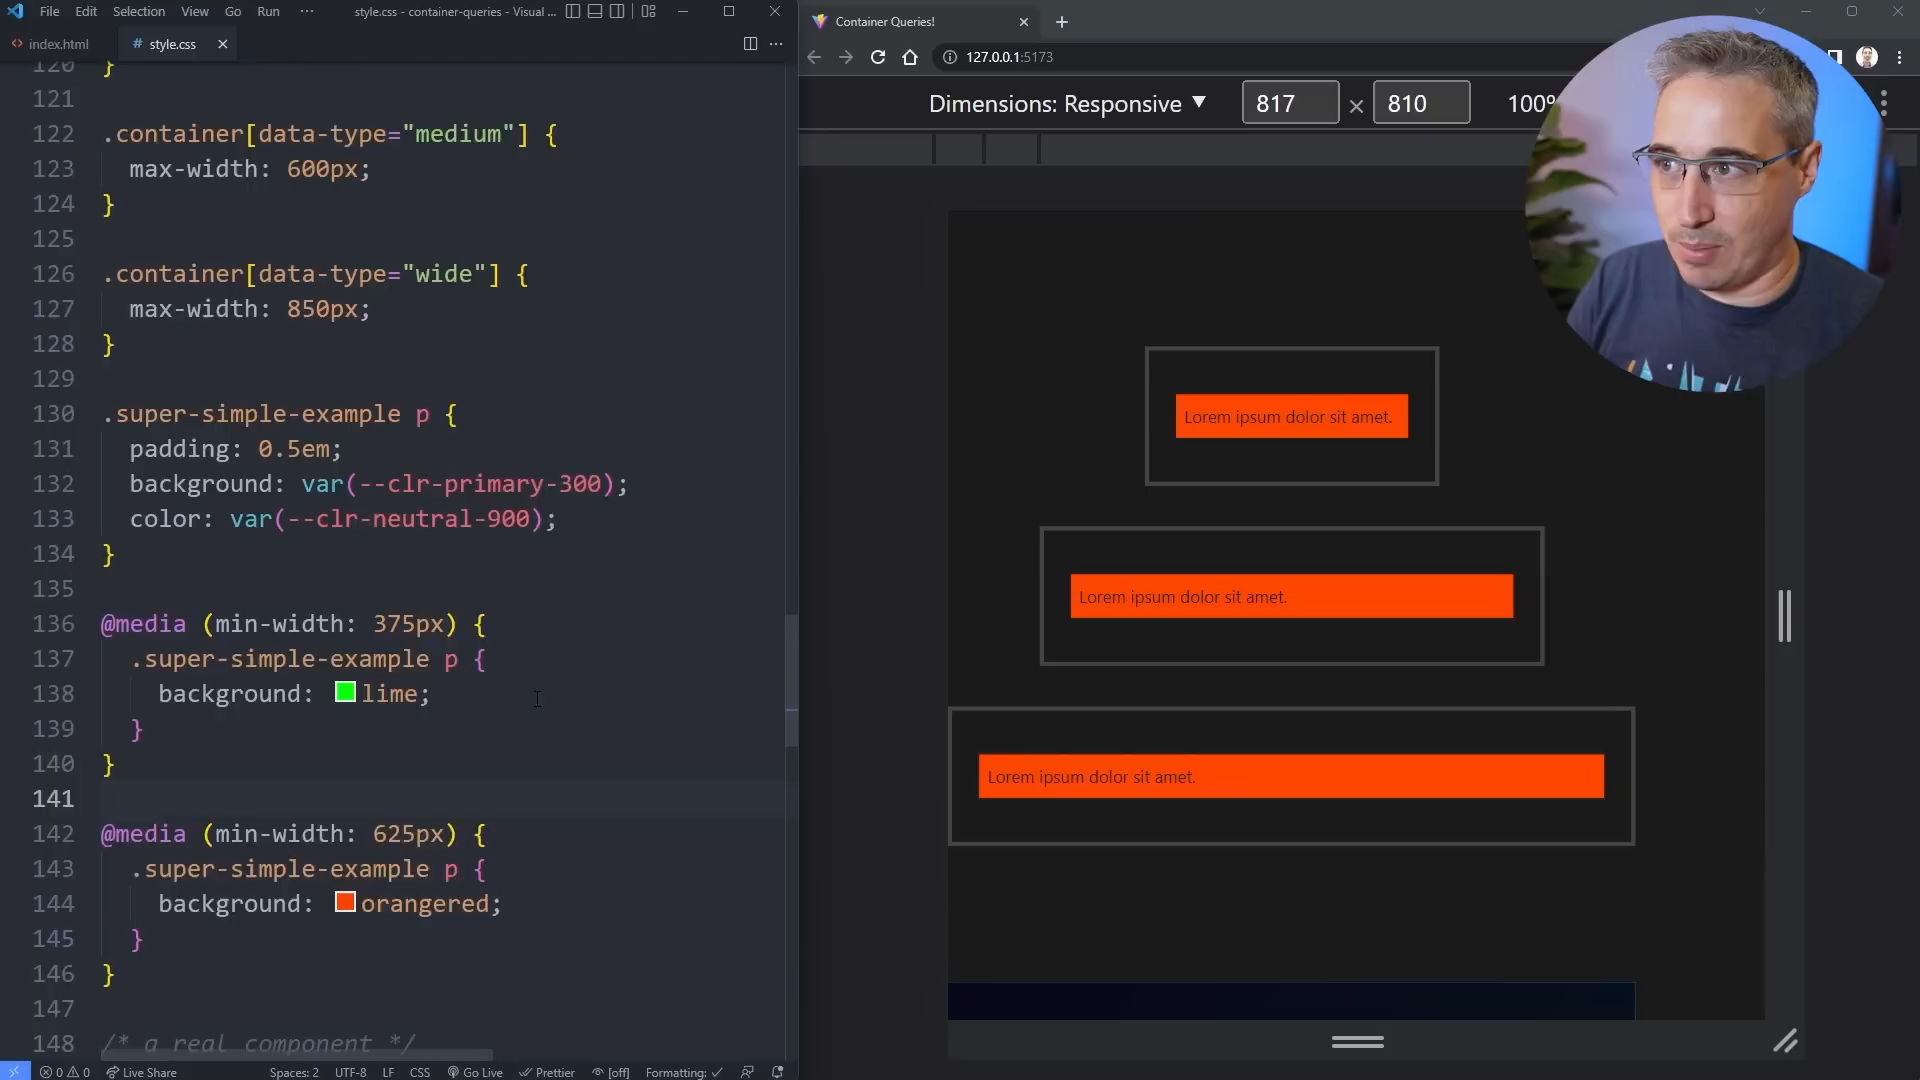 File Edit Selection View Go Run ··· style.css - container-queries - Visual ...
index.html # style.css
120 }
121
122 .container[data-type="medium"] {
123 max-width: 600px;
124 }
125
126 .container[data-type="wide"] {
127 max-width: 850px;
128 }
129
130 .super-simple-example p {
131 padding: 0.5em;
132 background: var(--clr-primary-300);
133 color: var(--clr-neutral-900);
134 }
135
136 @media (min-width: 375px) {
137 .super-simple-example p {
138 background: lime;
139 }
140 }
141
142 @media (min-width: 625px) {
143 .super-simple-example p {
144 background: orangered;
145 }
146 }
147
148 /* a real component */
0 0 Live Share Spaces: 2 UTF-8 LF CSS Go Live Prettier [off] Formatting:
Container Queries!
127.0.0.1:5173
Dimensions: Responsive 817 × 810 100%
Lorem ipsum dolor sit amet.
Lorem ipsum dolor sit amet.
Lorem ipsum dolor sit amet.